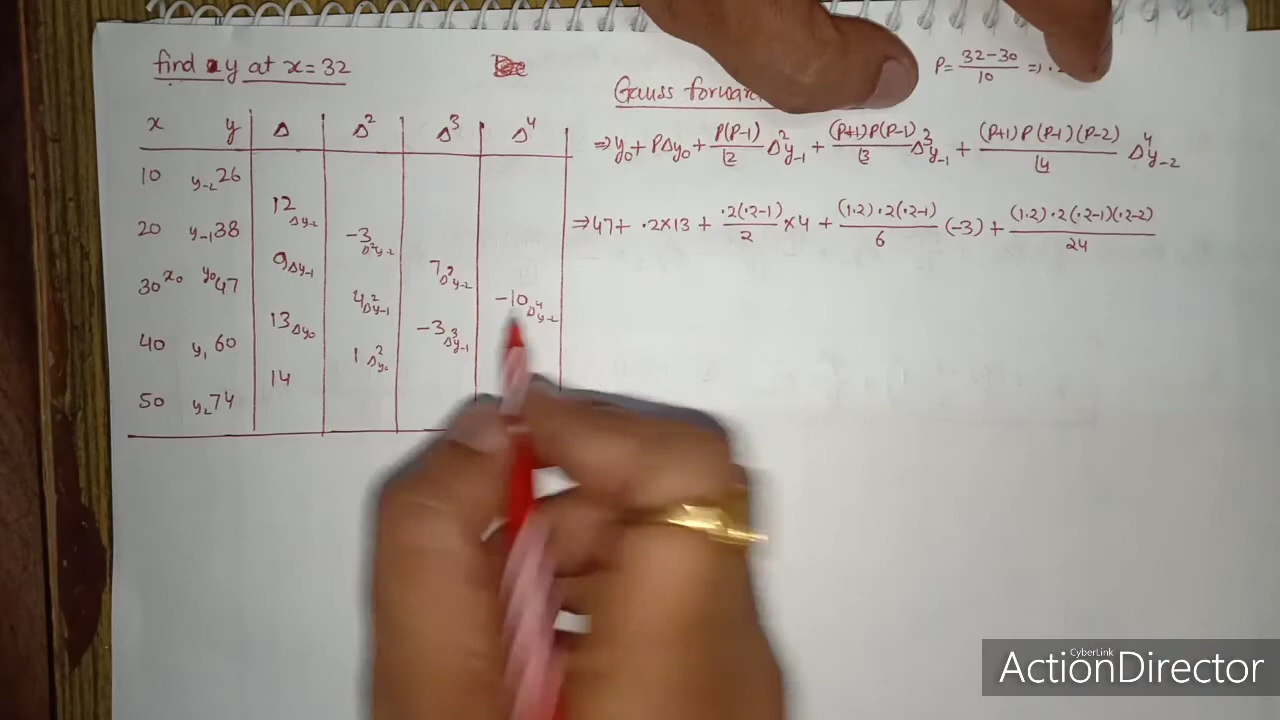 find y at x=32
Gauss forward
P = 32-30/10 =
x y Δ Δ² Δ³ Δ⁴
⇒ y₀ + PΔy₀ + P(P-1)/⌊2 Δ²y₋₁ + (P+1)P(P-1)/⌊3 Δ³y₋₁ + (P+1)P(P-1)(P-2)/⌊4 Δ⁴y₋₂
10 y₋₂ 26
12 Δy₋₂
⇒ 47 + .2×13 + .2(.2-1)/2 ×4 + (1.2).2(.2-1)/6 (-3) + (1.2).2(.2-1)(.2-2)/24
20 y₋₁ 38 -3 Δ²y₋₂
9 Δy₋₁ 7 Δ³y₋₂
30 x₀ y₀ 47 4 Δ²y₋₁ -10 Δ⁴y₋₂
13 Δy₀ -3 Δ³y₋₁
40 y₁ 60 1 Δ²y₀
14
50 y₂ 74
CyberLink
ActionDirector